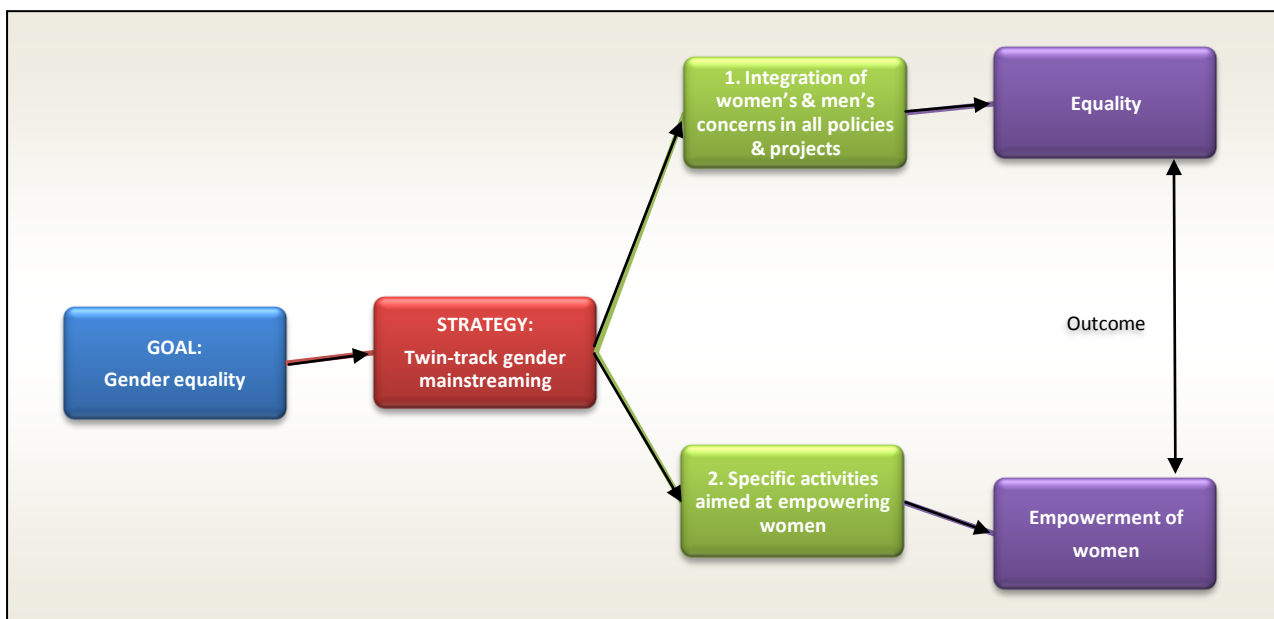 GOAL:
Gender equality
STRATEGY:
Twin-track gender
mainstreaming
1. Integration of
women’s & men’s
concerns in all policies
& projects
Equality
Outcome
2. Specific activities
aimed at empowering
women
Empowerment of
women